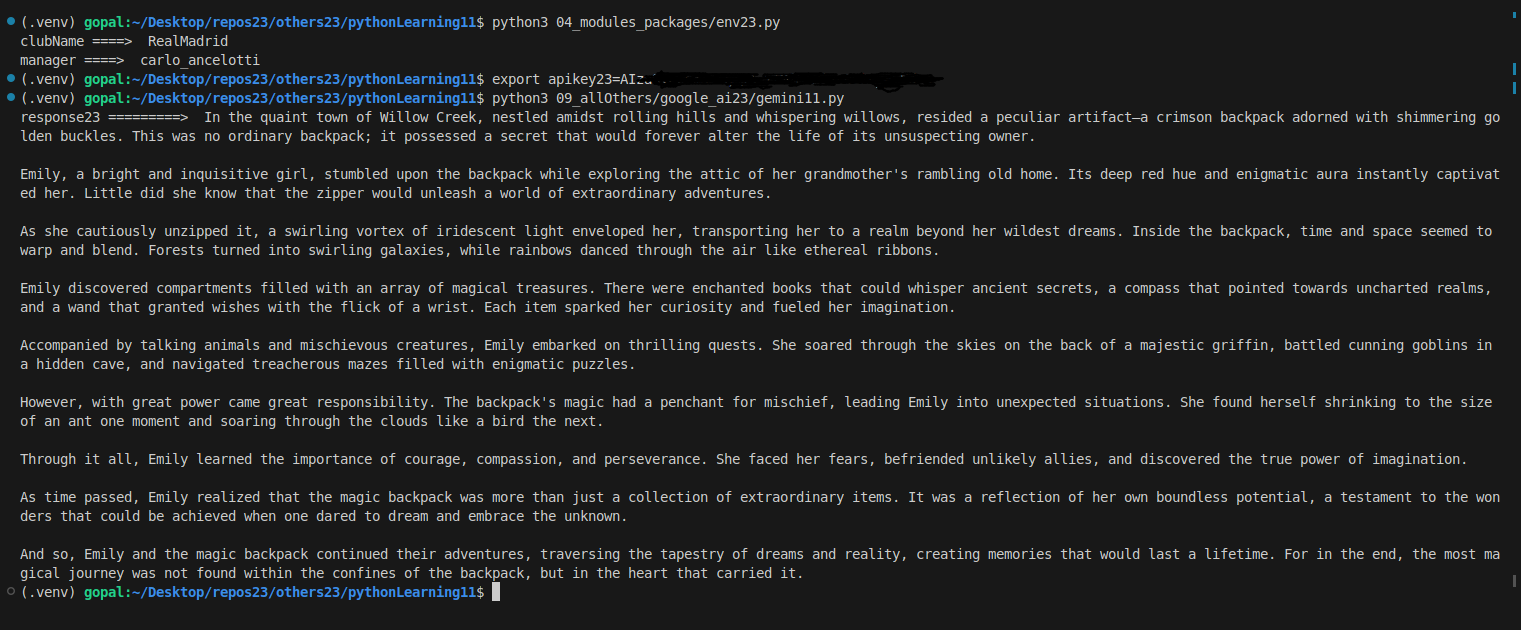 (.venv) gopal:~/Desktop/repos23/others23/pythonLearning11$ python3 04_modules_packages/env23.py
clubName ====>  RealMadrid
manager ====>  carlo_ancelotti
(.venv) gopal:~/Desktop/repos23/others23/pythonLearning11$ export apikey23=AIz
(.venv) gopal:~/Desktop/repos23/others23/pythonLearning11$ python3 09_allOthers/google_ai23/gemini11.py
response23 =========>  In the quaint town of Willow Creek, nestled amidst rolling hills and whispering willows, resided a peculiar artifact—a crimson backpack adorned with shimmering go
lden buckles. This was no ordinary backpack; it possessed a secret that would forever alter the life of its unsuspecting owner.

Emily, a bright and inquisitive girl, stumbled upon the backpack while exploring the attic of her grandmother's rambling old home. Its deep red hue and enigmatic aura instantly captivat
ed her. Little did she know that the zipper would unleash a world of extraordinary adventures.

As she cautiously unzipped it, a swirling vortex of iridescent light enveloped her, transporting her to a realm beyond her wildest dreams. Inside the backpack, time and space seemed to
warp and blend. Forests turned into swirling galaxies, while rainbows danced through the air like ethereal ribbons.

Emily discovered compartments filled with an array of magical treasures. There were enchanted books that could whisper ancient secrets, a compass that pointed towards uncharted realms,
and a wand that granted wishes with the flick of a wrist. Each item sparked her curiosity and fueled her imagination.

Accompanied by talking animals and mischievous creatures, Emily embarked on thrilling quests. She soared through the skies on the back of a majestic griffin, battled cunning goblins in
a hidden cave, and navigated treacherous mazes filled with enigmatic puzzles.

However, with great power came great responsibility. The backpack's magic had a penchant for mischief, leading Emily into unexpected situations. She found herself shrinking to the size
of an ant one moment and soaring through the clouds like a bird the next.

Through it all, Emily learned the importance of courage, compassion, and perseverance. She faced her fears, befriended unlikely allies, and discovered the true power of imagination.

As time passed, Emily realized that the magic backpack was more than just a collection of extraordinary items. It was a reflection of her own boundless potential, a testament to the won
ders that could be achieved when one dared to dream and embrace the unknown.

And so, Emily and the magic backpack continued their adventures, traversing the tapestry of dreams and reality, creating memories that would last a lifetime. For in the end, the most ma
gical journey was not found within the confines of the backpack, but in the heart that carried it.
(.venv) gopal:~/Desktop/repos23/others23/pythonLearning11$